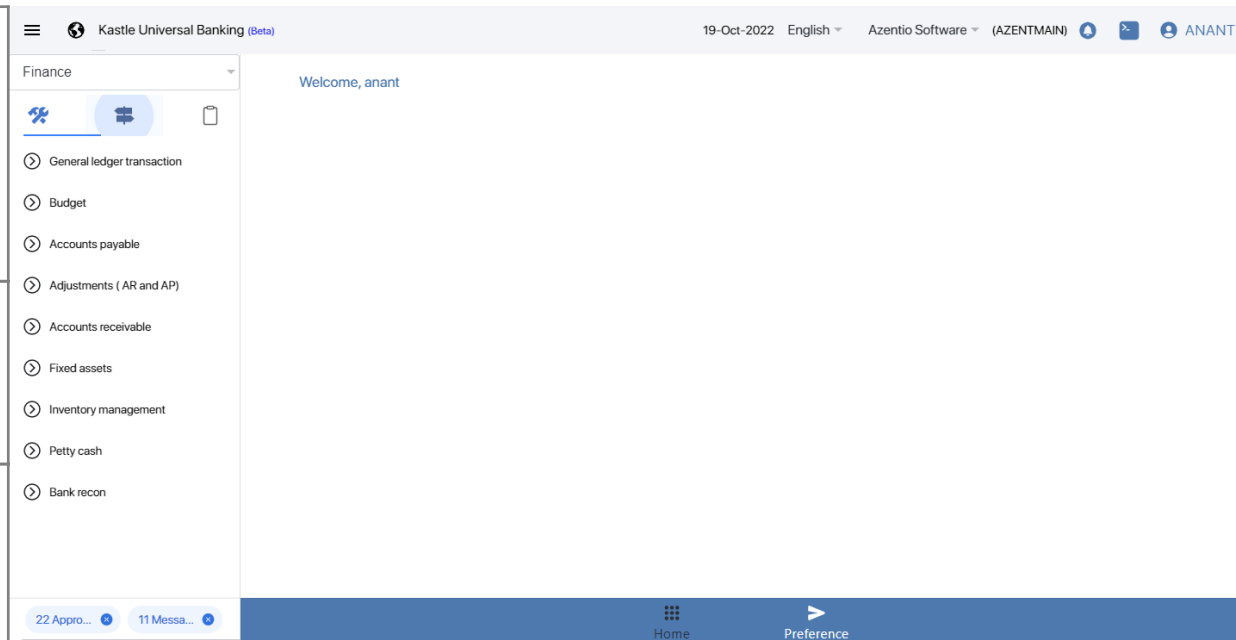 Kastle Universal Banking (Beta) 19-Oct-2022 English Azentio Software (AZENTMAIN) ANANT
Finance
Welcome, anant
General ledger transaction
Budget
Accounts payable
Adjustments ( AR and AP)
Accounts receivable
Fixed assets
Inventory management
Petty cash
Bank recon
22 Appro... 11 Messa...
Home Preference